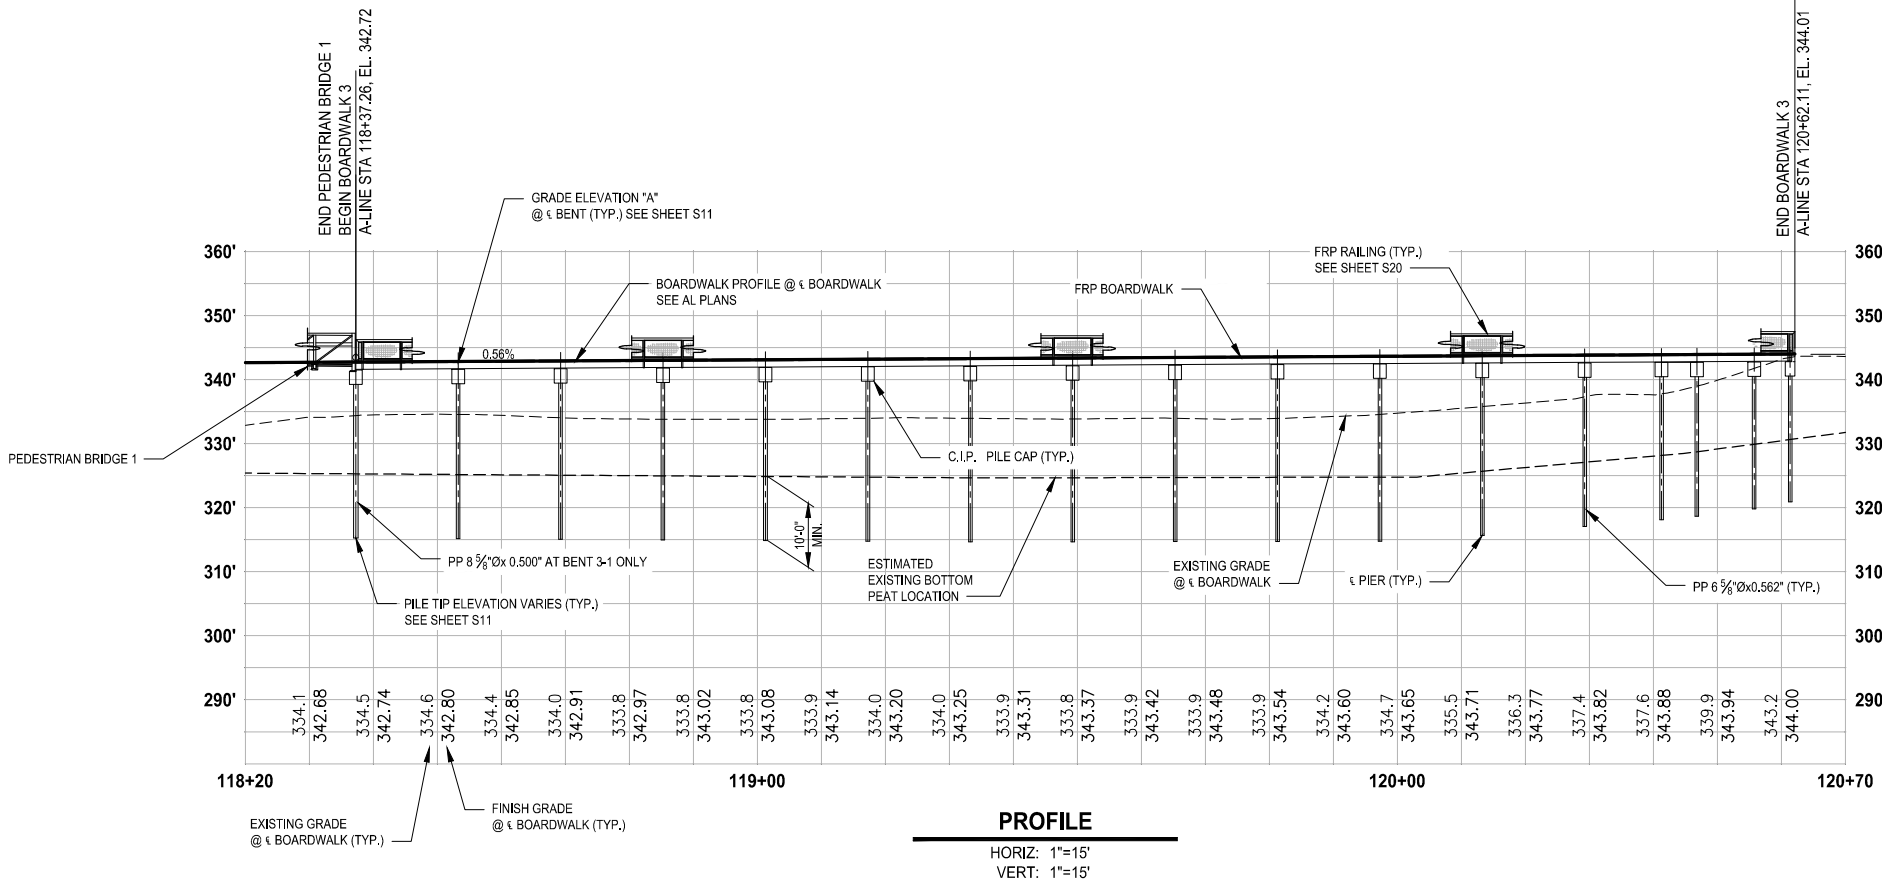 END PEDESTRIAN BRIDGE 1
BEGIN BOARDWALK 3
A-LINE STA 118+37.26, EL. 342.72
END BOARDWALK 3
A-LINE STA 120+62.11, EL. 344.01
GRADE ELEVATION "A"
@ ℄ BENT (TYP.) SEE SHEET S11
BOARDWALK PROFILE @ ℄ BOARDWALK
SEE AL PLANS
FRP BOARDWALK
FRP RAILING (TYP.)
SEE SHEET S20
0.56%
360'
350'
340'
330'
320'
310'
300'
290'
360
350
340
330
320
310
300
290
PEDESTRIAN BRIDGE 1
C.I.P. PILE CAP (TYP.)
10'-0"
MIN.
PP 8 ⅝"Øx 0.500" AT BENT 3-1 ONLY
PILE TIP ELEVATION VARIES (TYP.)
SEE SHEET S11
ESTIMATED
EXISTING BOTTOM
PEAT LOCATION
EXISTING GRADE
@ ℄ BOARDWALK
℄ PIER (TYP.)
PP 6 ⅝"Øx0.562" (TYP.)
334.1
342.68
334.5
342.74
334.6
342.80
334.4
342.85
334.0
342.91
333.8
342.97
333.8
343.02
333.8
343.08
333.9
343.14
334.0
343.20
334.0
343.25
333.9
343.31
333.8
343.37
333.9
343.42
333.9
343.48
333.9
343.54
334.2
343.60
334.7
343.65
335.5
343.71
336.3
343.77
337.4
343.82
337.6
343.88
339.9
343.94
343.2
344.00
118+20
119+00
120+00
120+70
EXISTING GRADE
@ ℄ BOARDWALK (TYP.)
FINISH GRADE
@ ℄ BOARDWALK (TYP.)
PROFILE
HORIZ: 1"=15'
VERT: 1"=15'